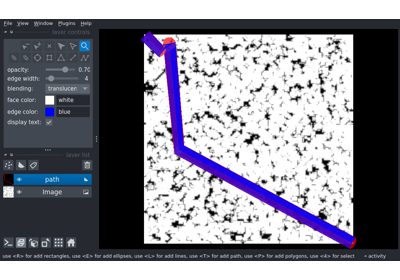 File View Window Plugins Help
layer controls
opacity: 0.70
edge width: 4
blending: translucen
face color: white
edge color: blue
display text:
layer list
path
Image
use <R> for add rectangles, use <E> for add ellipses, use <L> for add lines, use <T> for add path, use <P> for add polygons, use <4> for select
activity